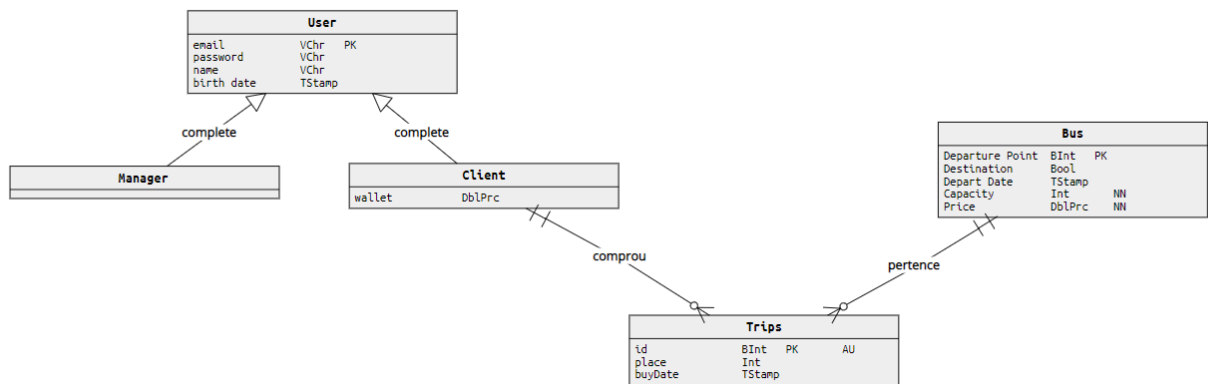 User
email VChr PK
password VChr
name VChr
birth date TStamp
complete
complete
Manager
Client
wallet DblPrc
Bus
Departure Point BInt PK
Destination Bool
Depart Date TStamp
Capacity Int NN
Price DblPrc NN
comprou
pertence
Trips
id BInt PK AU
place Int
buyDate TStamp